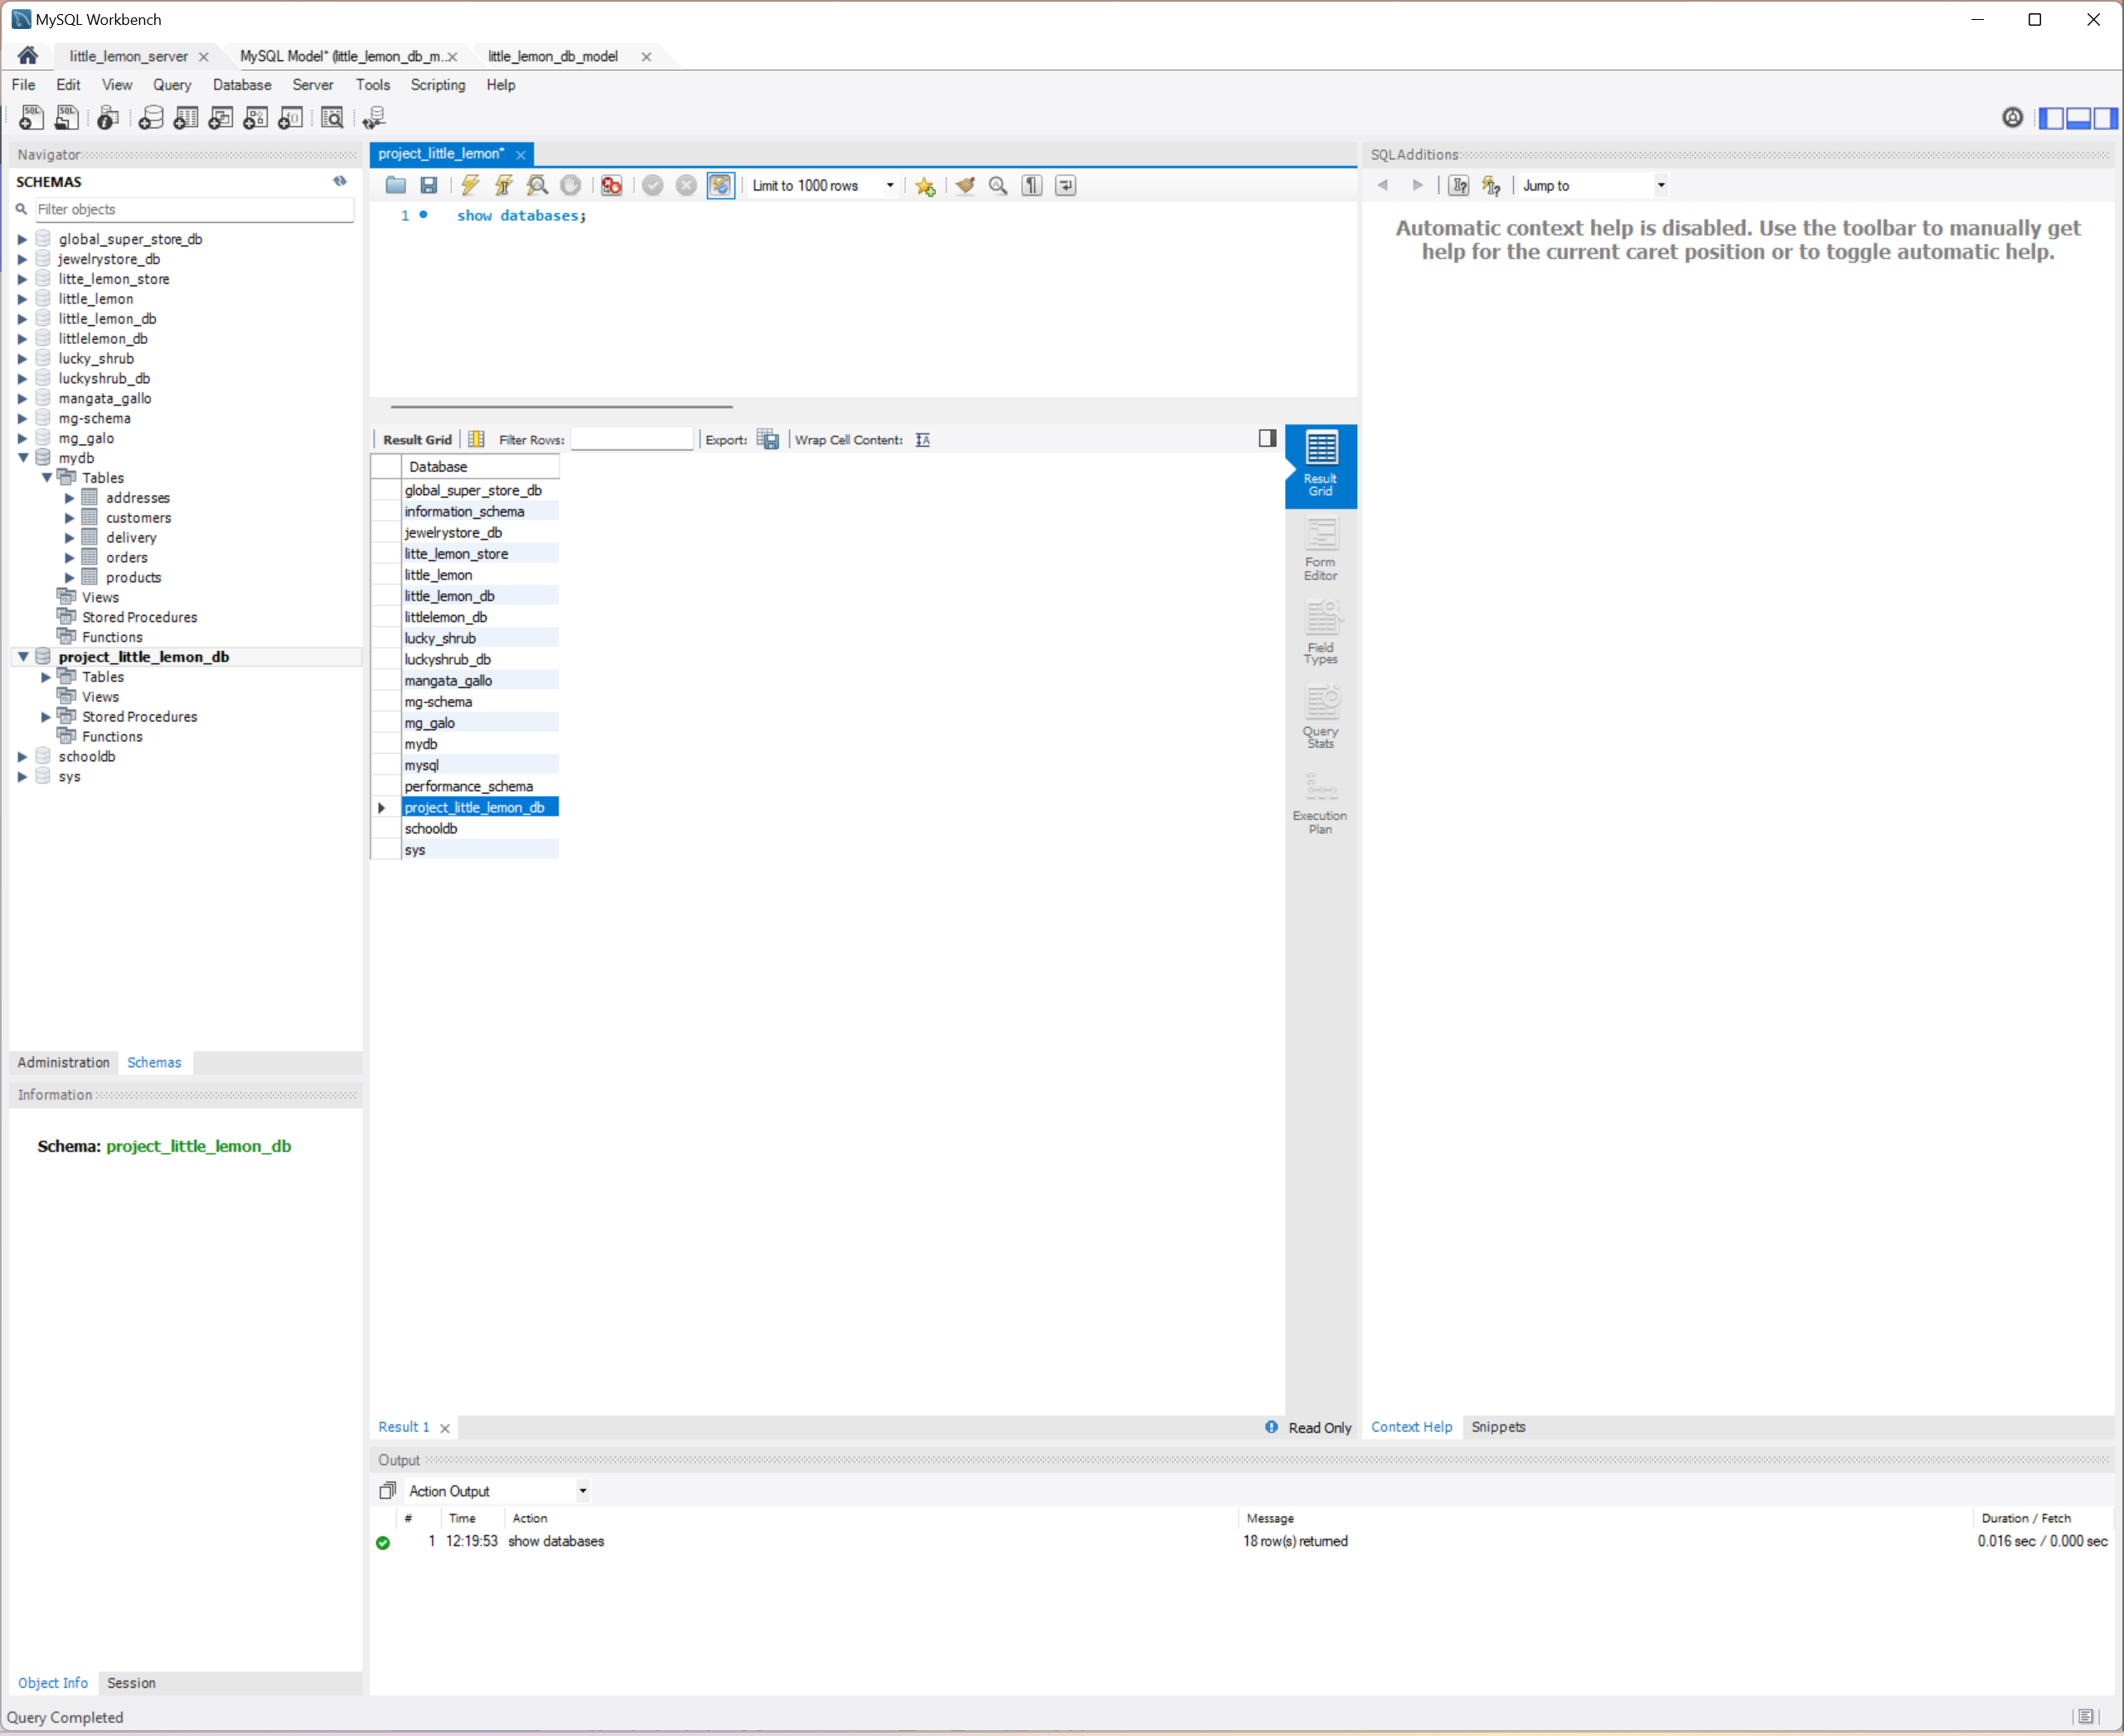 MySQL Workbench
little_lemon_server
MySQL Model* (little_lemon_db_m..
little_lemon_db_model
File Edit View Query Database Server Tools Scripting Help
Navigator
SCHEMAS
Filter objects
global_super_store_db
jewelrystore_db
litte_lemon_store
little_lemon
little_lemon_db
littlelemon_db
lucky_shrub
luckyshrub_db
mangata_gallo
mg-schema
mg_galo
mydb
Tables
addresses
customers
delivery
orders
products
Views
Stored Procedures
Functions
project_little_lemon_db
Tables
Views
Stored Procedures
Functions
schooldb
sys
Administration Schemas
Information
Schema: project_little_lemon_db
Object Info Session
Query Completed
project_little_lemon*
Limit to 1000 rows
1 show databases;
Result Grid Filter Rows: Export: Wrap Cell Content:
Database
global_super_store_db
information_schema
jewelrystore_db
litte_lemon_store
little_lemon
little_lemon_db
littlelemon_db
lucky_shrub
luckyshrub_db
mangata_gallo
mg-schema
mg_galo
mydb
mysql
performance_schema
project_little_lemon_db
schooldb
sys
Result
Grid
Form
Editor
Field
Types
Query
Stats
Execution
Plan
Result 1
Read Only
SQLAdditions
Jump to
Automatic context help is disabled. Use the toolbar to manually get
help for the current caret position or to toggle automatic help.
Context Help Snippets
Output
Action Output
# Time Action Message Duration / Fetch
1 12:19:53 show databases 18 row(s) returned 0.016 sec / 0.000 sec